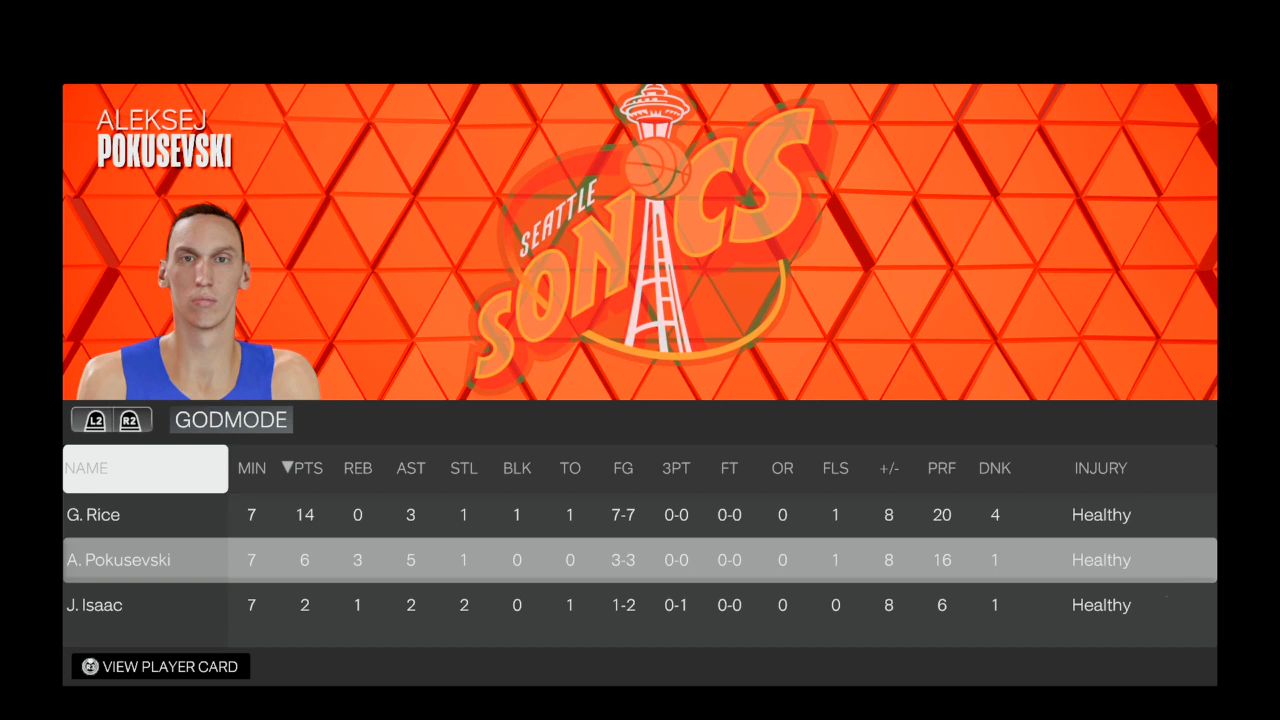 ALEKSEJ
POKUSEVSKI
SEATTLE
SONICS
L2 R2 GODMODE
NAME MIN ▼PTS REB AST STL BLK TO FG 3PT FT OR FLS +/- PRF DNK INJURY
G. Rice 7 14 0 3 1 1 1 7-7 0-0 0-0 0 1 8 20 4 Healthy
A. Pokusevski 7 6 3 5 1 0 0 3-3 0-0 0-0 0 1 8 16 1 Healthy
J. Isaac 7 2 1 2 2 0 1 1-2 0-1 0-0 0 0 8 6 1 Healthy
VIEW PLAYER CARD